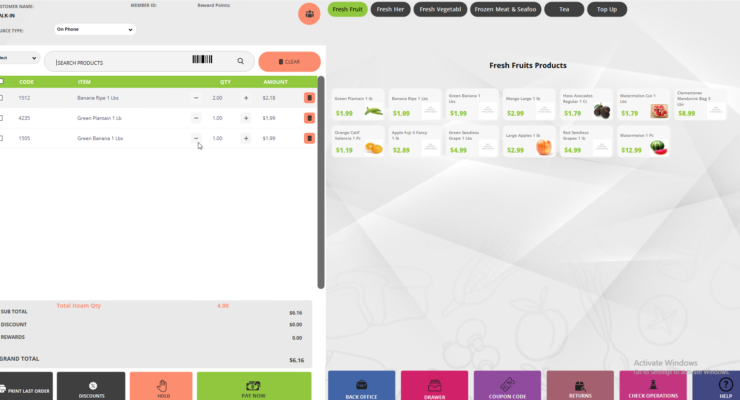 STOMER NAME:
MEMBER ID:
Reward Points:
ALK-IN
URCE TYPE:
On Phone
SEARCH PRODUCTS
CLEAR
CODE ITEM QTY AMOUNT
1512 Banana Ripe 1 Lbs − 2.00 + $2.18
4235 Green Plantain 1 Lb − 1.00 + $1.99
1505 Green Banana 1 Lbs − 1.00 + $1.99
Total Iteam Qty 4.00
SUB TOTAL $6.16
DISCOUNT $0.00
REWARDS 0.00
GRAND TOTAL $6.16
PRINT LAST ORDER
DISCOUNTS
HOLD
PAY NOW
Fresh Fruit
Fresh Her
Fresh Vegetabl
Frozen Meat & Seafoo
Tea
Top Up
Fresh Fruits Products
Green Plantain 1 lb
$1.99
Banana Ripe 1 Lbs
$1.99
Green Banana 1 Lbs
$1.99
Mango Large 1 lb
$2.99
Hass Avocados Regular 1 Ct
$1.79
Watermelon Cut 1 Lbs
$1.79
Clementines Mandarins Bag 3 Lbs
$8.99
Orange Calif Valencia 1 Pc
$1.19
Apple Fuji X Fancy 1 lb
$2.89
Green Seedless Grape 1 lb
$4.99
Large Apples 1 lb
$2.99
Red Seedless Grape 1 lb
$4.99
Watermelon 1 Pc
$12.99
Activate Windows
Go to Settings to activate Windows.
BACK OFFICE
DRAWER
COUPON CODE
RETURNS
CHECK OPERATIONS
HELP